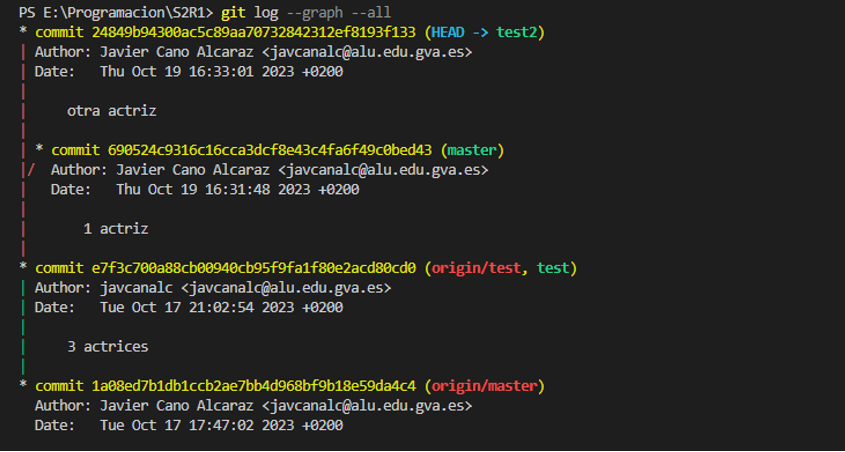 PS E:\Programacion\S2R1> git log --graph --all
* commit 24849b94300ac5c89aa70732842312ef8193f133 (HEAD -> test2)
| Author: Javier Cano Alcaraz <javcanalc@alu.edu.gva.es>
| Date:   Thu Oct 19 16:33:01 2023 +0200
|
|     otra actriz
|
| * commit 690524c9316c16cca3dcf8e43c4fa6f49c0bed43 (master)
|/  Author: Javier Cano Alcaraz <javcanalc@alu.edu.gva.es>
|   Date:   Thu Oct 19 16:31:48 2023 +0200
|
|       1 actriz
|
* commit e7f3c700a88cb00940cb95f9fa1f80e2acd80cd0 (origin/test, test)
| Author: javcanalc <javcanalc@alu.edu.gva.es>
| Date:   Tue Oct 17 21:02:54 2023 +0200
|
|     3 actrices
|
* commit 1a08ed7b1db1ccb2ae7bb4d968bf9b18e59da4c4 (origin/master)
  Author: Javier Cano Alcaraz <javcanalc@alu.edu.gva.es>
  Date:   Tue Oct 17 17:47:02 2023 +0200